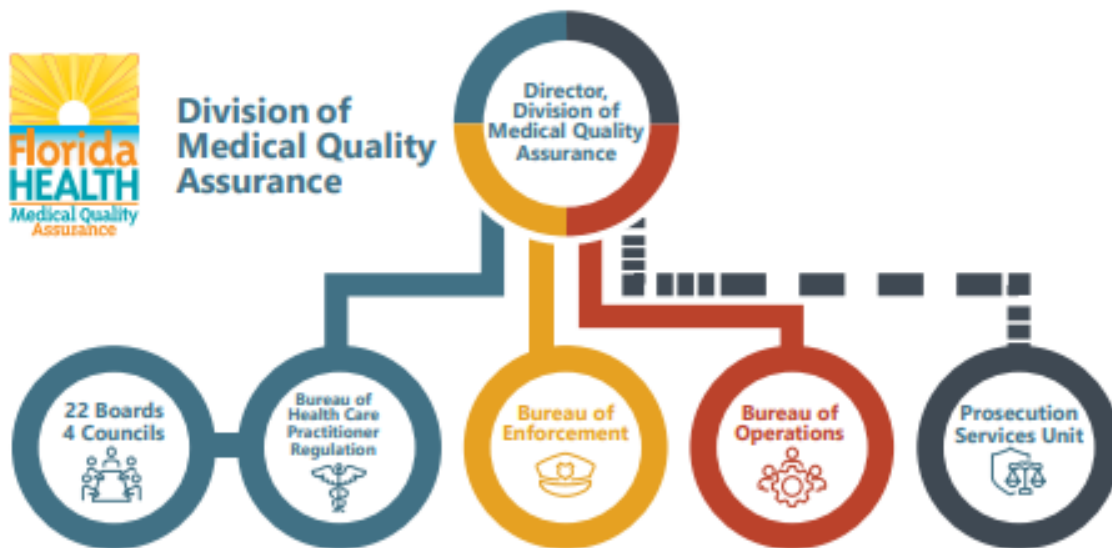 Florida
HEALTH
Medical Quality
Assurance
Division of
Medical Quality
Assurance
Director,
Division of
Medical Quality
Assurance
22 Boards
4 Councils
Bureau of
Health Care
Practitioner
Regulation
Bureau of
Enforcement
Bureau of
Operations
Prosecution
Services Unit